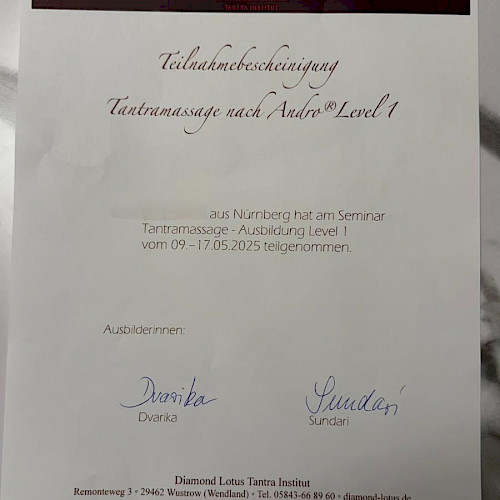 TANTRA INSTITUT
Teilnahmebescheinigung
Tantramassage nach Andro® Level 1
aus Nürnberg hat am Seminar
Tantramassage - Ausbildung Level 1
vom 09.–17.05.2025 teilgenommen.
Ausbilderinnen:
Dvarika Sundari
Dvarika Sundari
Diamond Lotus Tantra Institut
Remonteweg 3 • 29462 Wustrow (Wendland) • Tel. 05843-66 89 60 • diamond-lotus.de